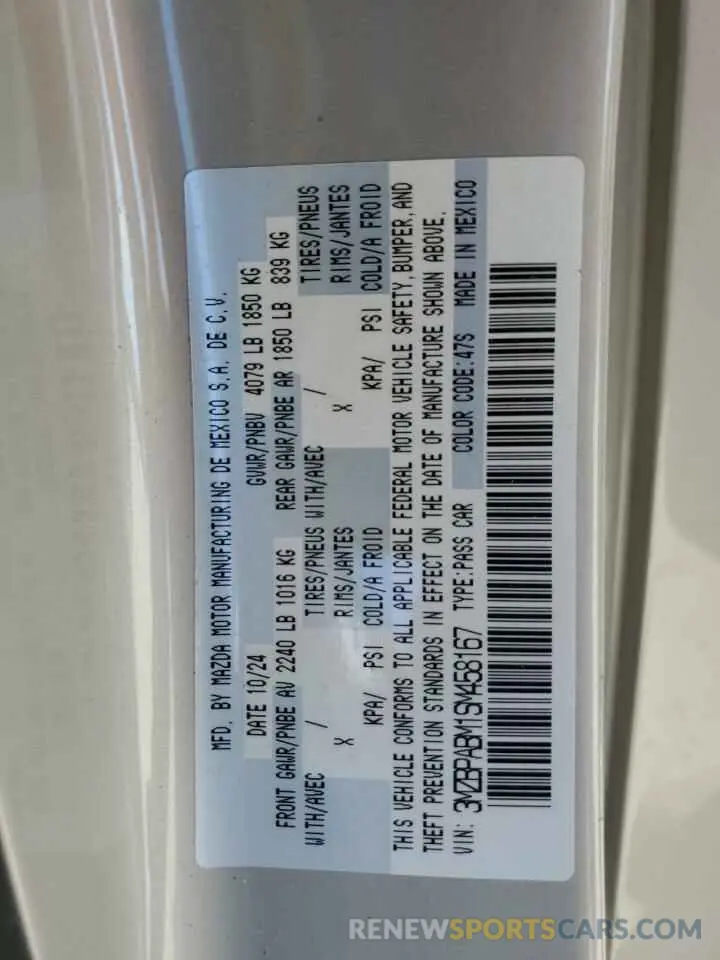 MFD. BY MAZDA MOTOR MANUFACTURING DE MEXICO S.A. DE C.V.
DATE 10/24 GVWR/PNBV 4079 LB 1850 KG
FRONT GAWR/PNBE AV 2240 LB 1016 KG REAR GAWR/PNBE AR 1850 LB 839 KG
WITH/AVEC / TIRES/PNEUS WITH/AVEC / TIRES/PNEUS
X RIMS/JANTES X RIMS/JANTES
KPA/ PSI COLD/A FROID KPA/ PSI COLD/A FROID
THIS VEHICLE CONFORMS TO ALL APPLICABLE FEDERAL MOTOR VEHICLE SAFETY, BUMPER, AND
THEFT PREVENTION STANDARDS IN EFFECT ON THE DATE OF MANUFACTURE SHOWN ABOVE.
VIN: 3MZBPABM1SM458167 TYPE:PASS CAR COLOR CODE:47S MADE IN MEXICO
RENEWSPORTSCARS.COM